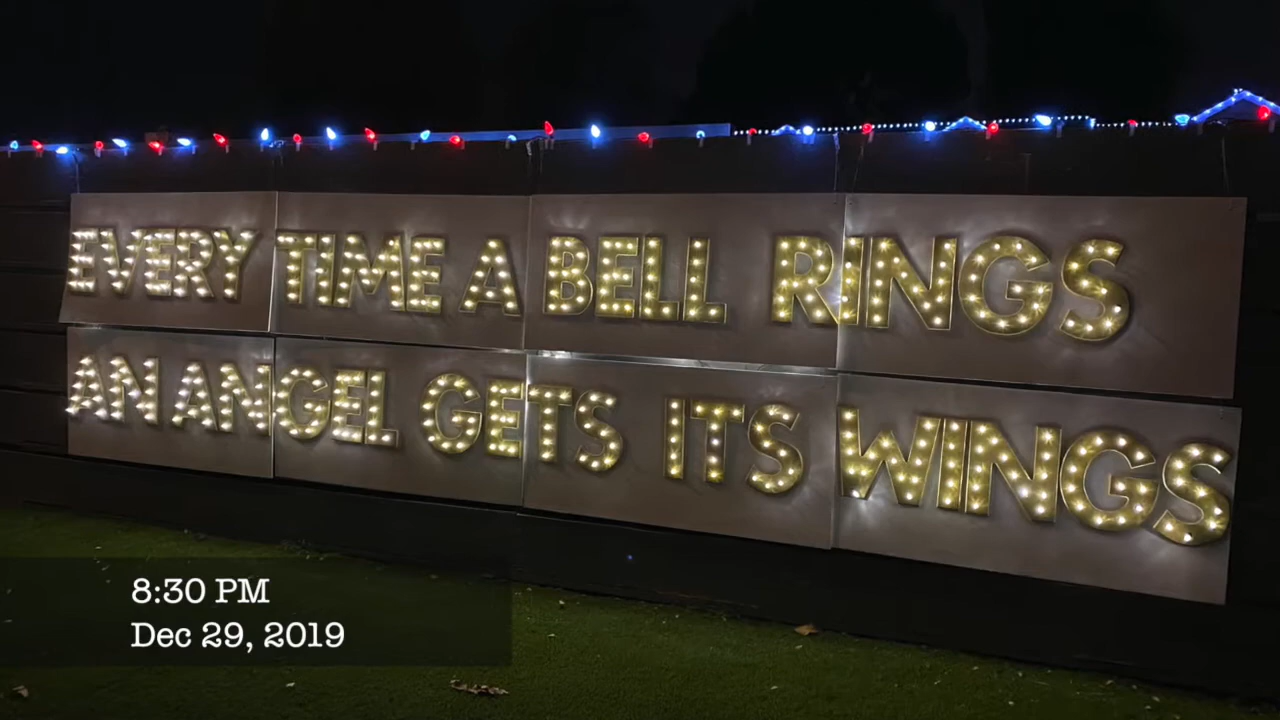 EVERY TIME A BELL RINGS
AN ANGEL GETS ITS WINGS
8:30 PM
Dec 29, 2019